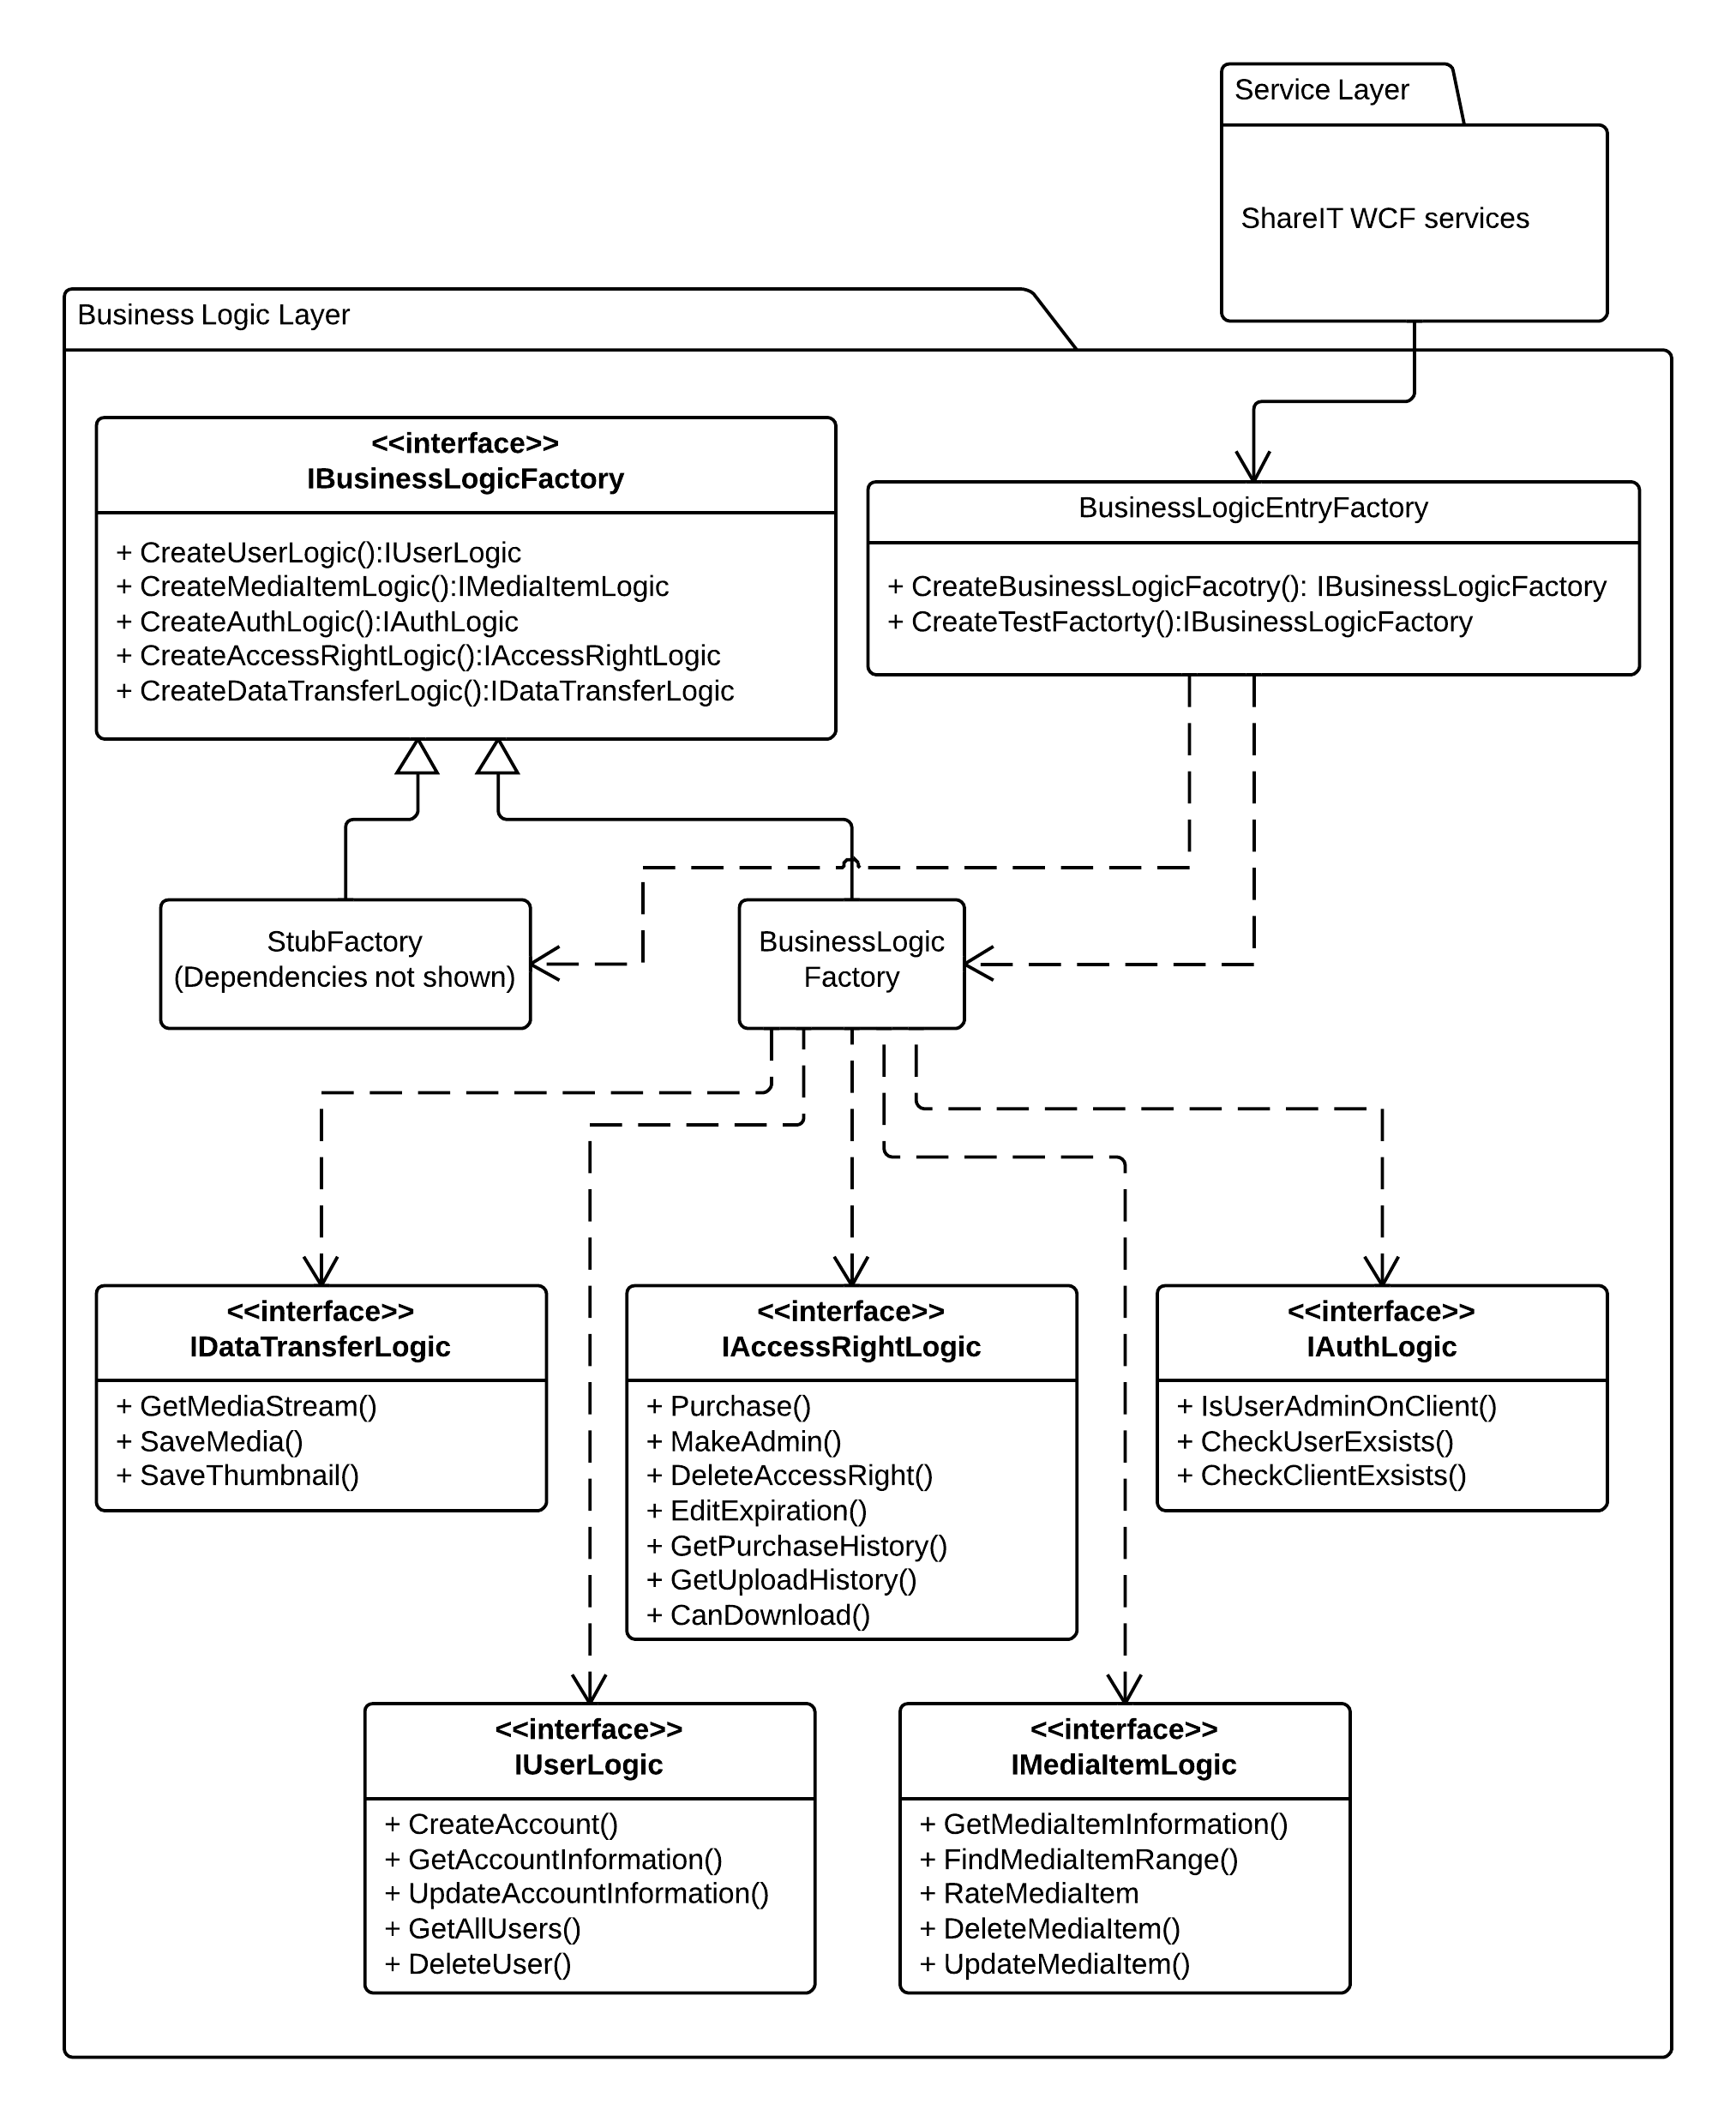 Service Layer
ShareIT WCF services
Business Logic Layer
<<interface>>
IBusinessLogicFactory
+ CreateUserLogic():IUserLogic
+ CreateMediaItemLogic():IMediaItemLogic
+ CreateAuthLogic():IAuthLogic
+ CreateAccessRightLogic():IAccessRightLogic
+ CreateDataTransferLogic():IDataTransferLogic
BusinessLogicEntryFactory
+ CreateBusinessLogicFacotry(): IBusinessLogicFactory
+ CreateTestFactorty():IBusinessLogicFactory
StubFactory
(Dependencies not shown)
BusinessLogic
Factory
<<interface>>
IDataTransferLogic
+ GetMediaStream()
+ SaveMedia()
+ SaveThumbnail()
<<interface>>
IAccessRightLogic
+ Purchase()
+ MakeAdmin()
+ DeleteAccessRight()
+ EditExpiration()
+ GetPurchaseHistory()
+ GetUploadHistory()
+ CanDownload()
<<interface>>
IAuthLogic
+ IsUserAdminOnClient()
+ CheckUserExsists()
+ CheckClientExsists()
<<interface>>
IUserLogic
+ CreateAccount()
+ GetAccountInformation()
+ UpdateAccountInformation()
+ GetAllUsers()
+ DeleteUser()
<<interface>>
IMediaItemLogic
+ GetMediaItemInformation()
+ FindMediaItemRange()
+ RateMediaItem
+ DeleteMediaItem()
+ UpdateMediaItem()